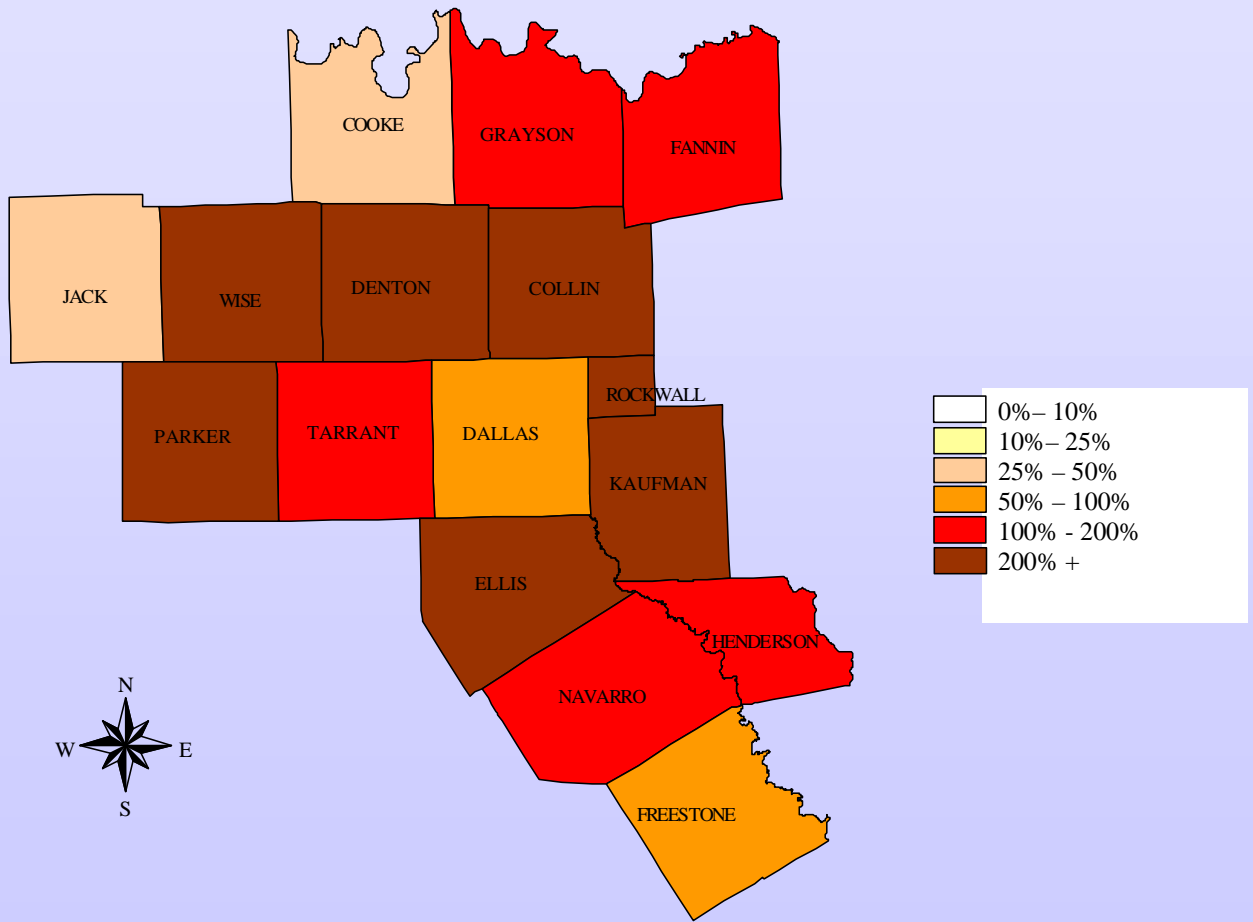 COOKE
GRAYSON
FANNIN
JACK
WISE
DENTON
COLLIN
ROCKWALL
PARKER
TARRANT
DALLAS
KAUFMAN
ELLIS
HENDERSON
NAVARRO
FREESTONE
0%– 10%
10%– 25%
25% – 50%
50% – 100%
100% - 200%
200% +
N
W E
S